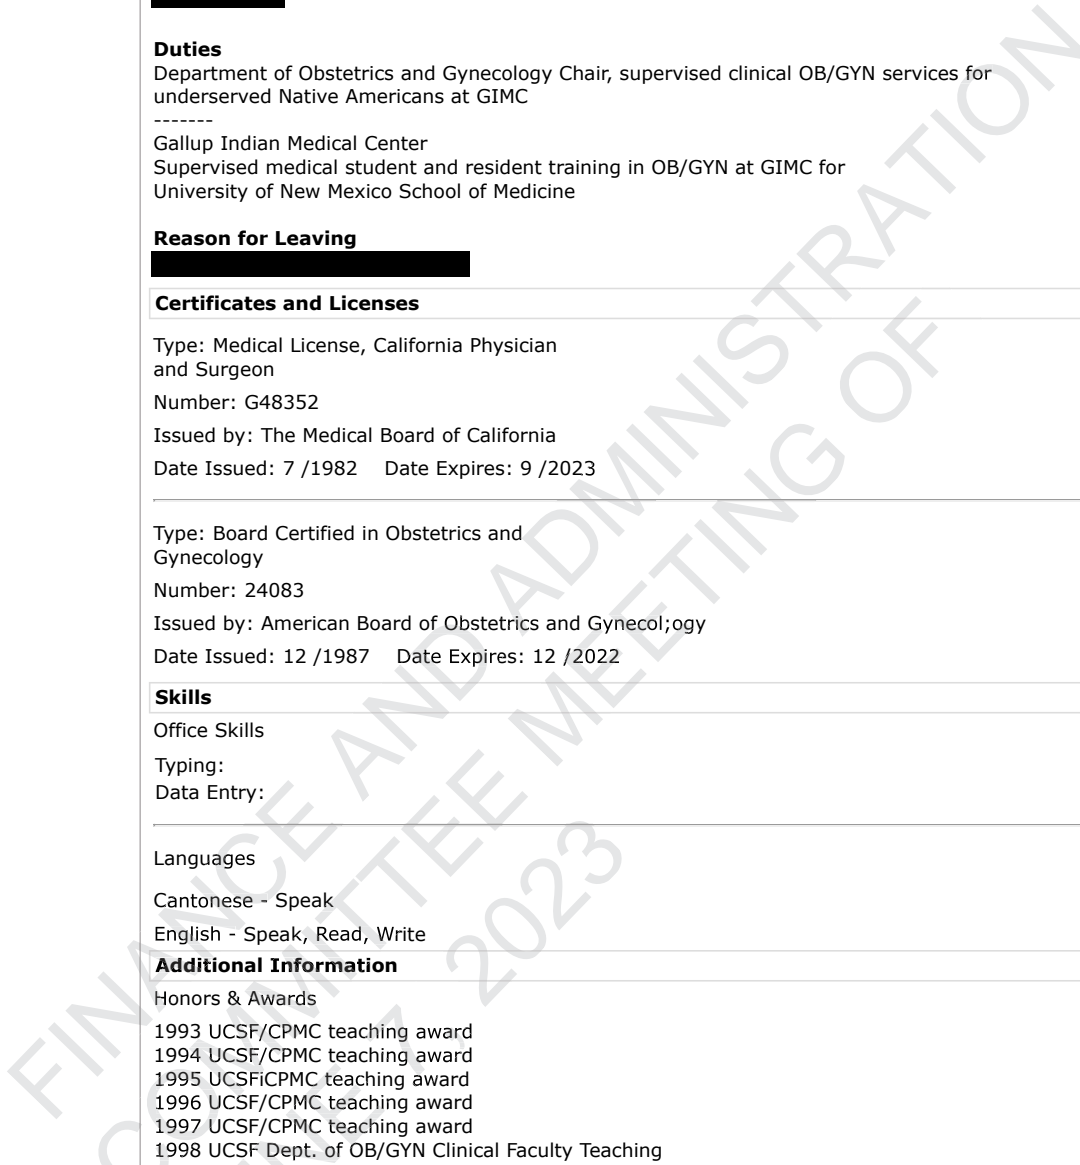 Duties
Department of Obstetrics and Gynecology Chair, supervised clinical OB/GYN services for
underserved Native Americans at GIMC
-------
Gallup Indian Medical Center
Supervised medical student and resident training in OB/GYN at GIMC for
University of New Mexico School of Medicine
Reason for Leaving
Certificates and Licenses
Type: Medical License, California Physician
and Surgeon
Number: G48352
Issued by: The Medical Board of California
Date Issued: 7 /1982    Date Expires: 9 /2023
Type: Board Certified in Obstetrics and
Gynecology
Number: 24083
Issued by: American Board of Obstetrics and Gynecol;ogy
Date Issued: 12 /1987    Date Expires: 12 /2022
Skills
Office Skills
Typing:
Data Entry:
Languages
Cantonese - Speak
English - Speak, Read, Write
Additional Information
Honors & Awards
1993 UCSF/CPMC teaching award
1994 UCSF/CPMC teaching award
1995 UCSFiCPMC teaching award
1996 UCSF/CPMC teaching award
1997 UCSF/CPMC teaching award
1998 UCSF Dept. of OB/GYN Clinical Faculty Teaching
FINANCE AND ADMINISTRATION
COMMITTEE MEETING OF
7, 2023